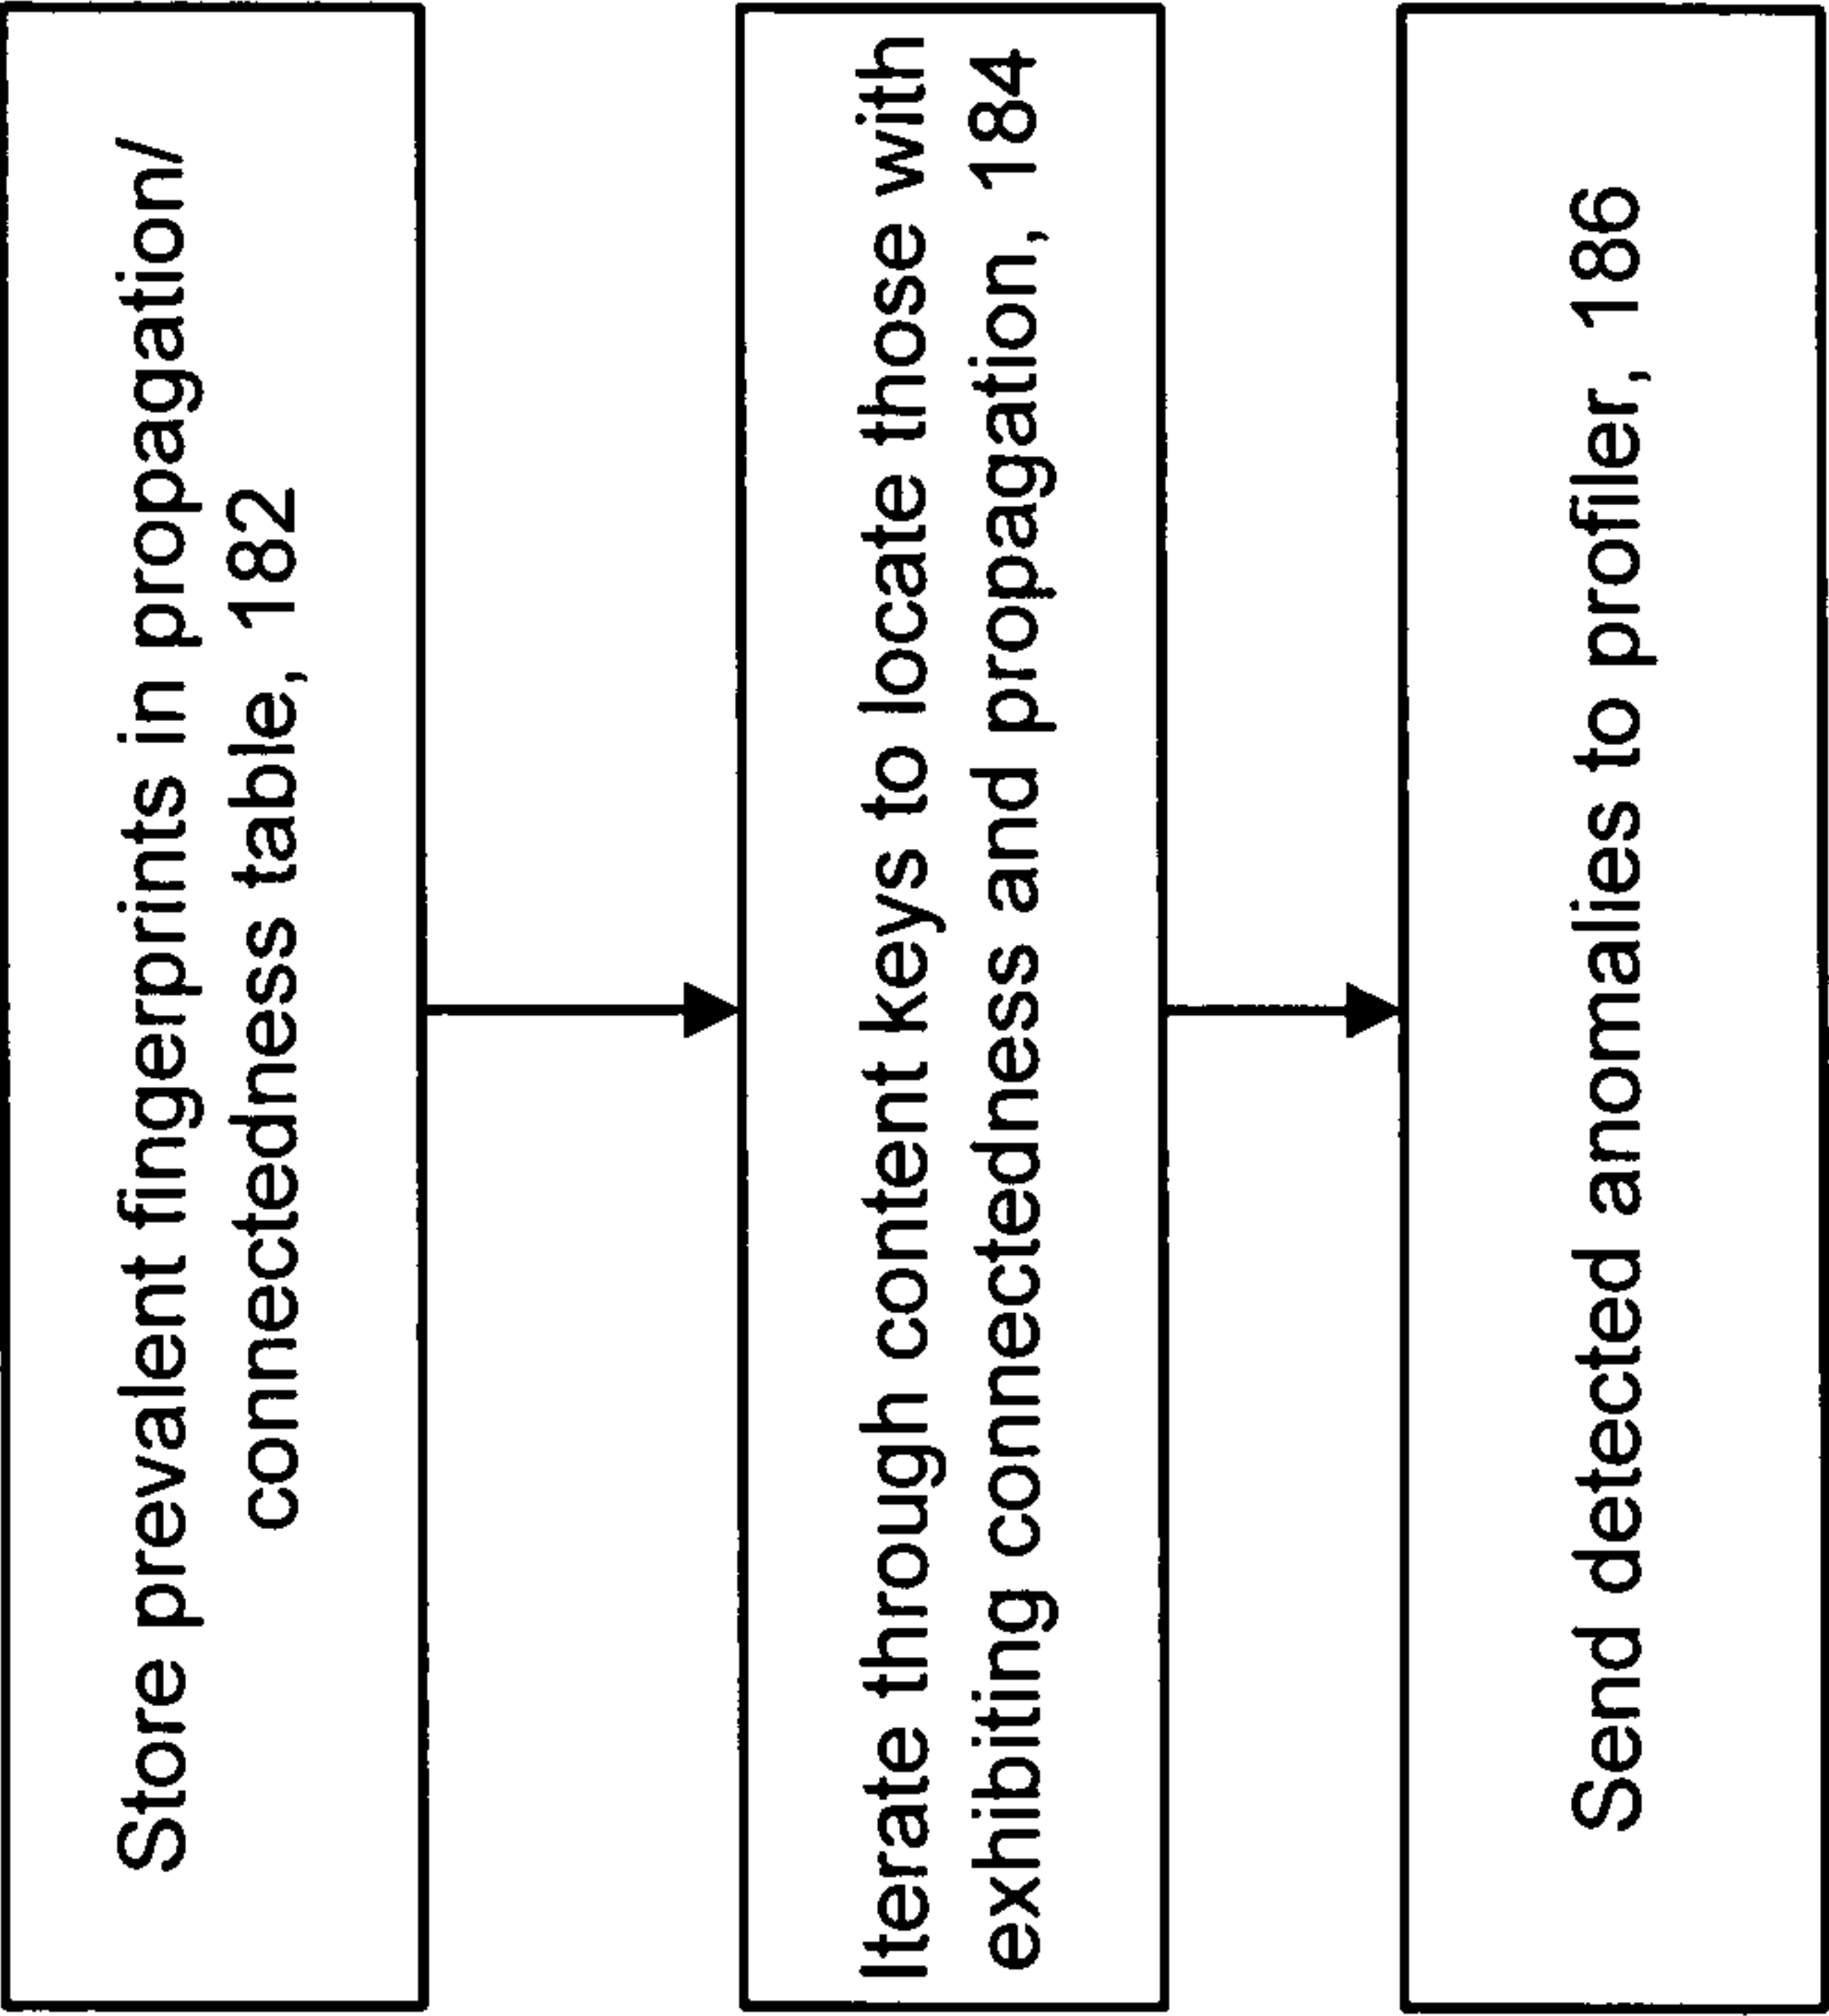 Store prevalent fingerprints in propagation/
connectedness table, 182
Iterate through content keys to locate those with
exhibiting connectedness and propagation, 184
Send detected anomalies to profiler, 186